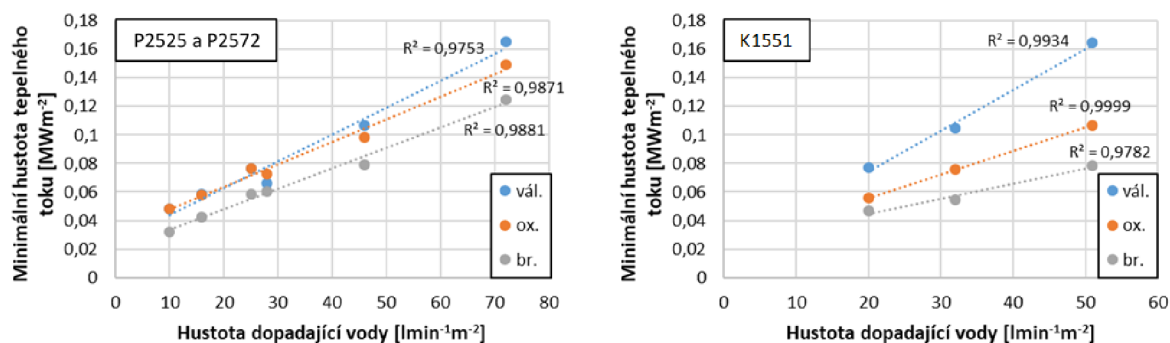 Minimální hustota tepelného
toku [MWm⁻²]
0,18
0,16
0,14
0,12
0,1
0,08
0,06
0,04
0,02
0
P2525 a P2572
R² = 0,9753
R² = 0,9871
R² = 0,9881
vál.
ox.
br.
0 10 20 30 40 50 60 70 80
Hustota dopadající vody [lmin⁻¹m⁻²]
Minimální hustota tepelného
toku [MWm⁻²]
0,18
0,16
0,14
0,12
0,1
0,08
0,06
0,04
0,02
0
K1551
R² = 0,9934
R² = 0,9999
R² = 0,9782
vál.
ox.
br.
0 10 20 30 40 50 60
Hustota dopadající vody [lmin⁻¹m⁻²]